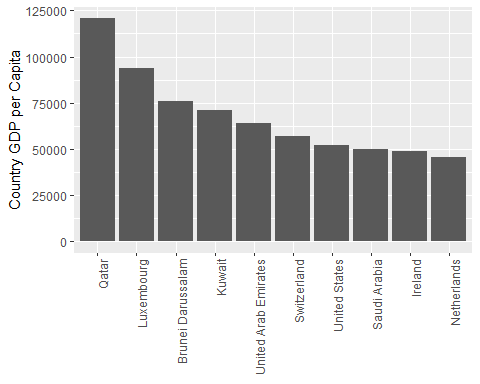 Country GDP per Capita
125000
100000
75000
50000
25000
0
Qatar
Luxembourg
Brunei Darussalam
Kuwait
United Arab Emirates
Switzerland
United States
Saudi Arabia
Ireland
Netherlands